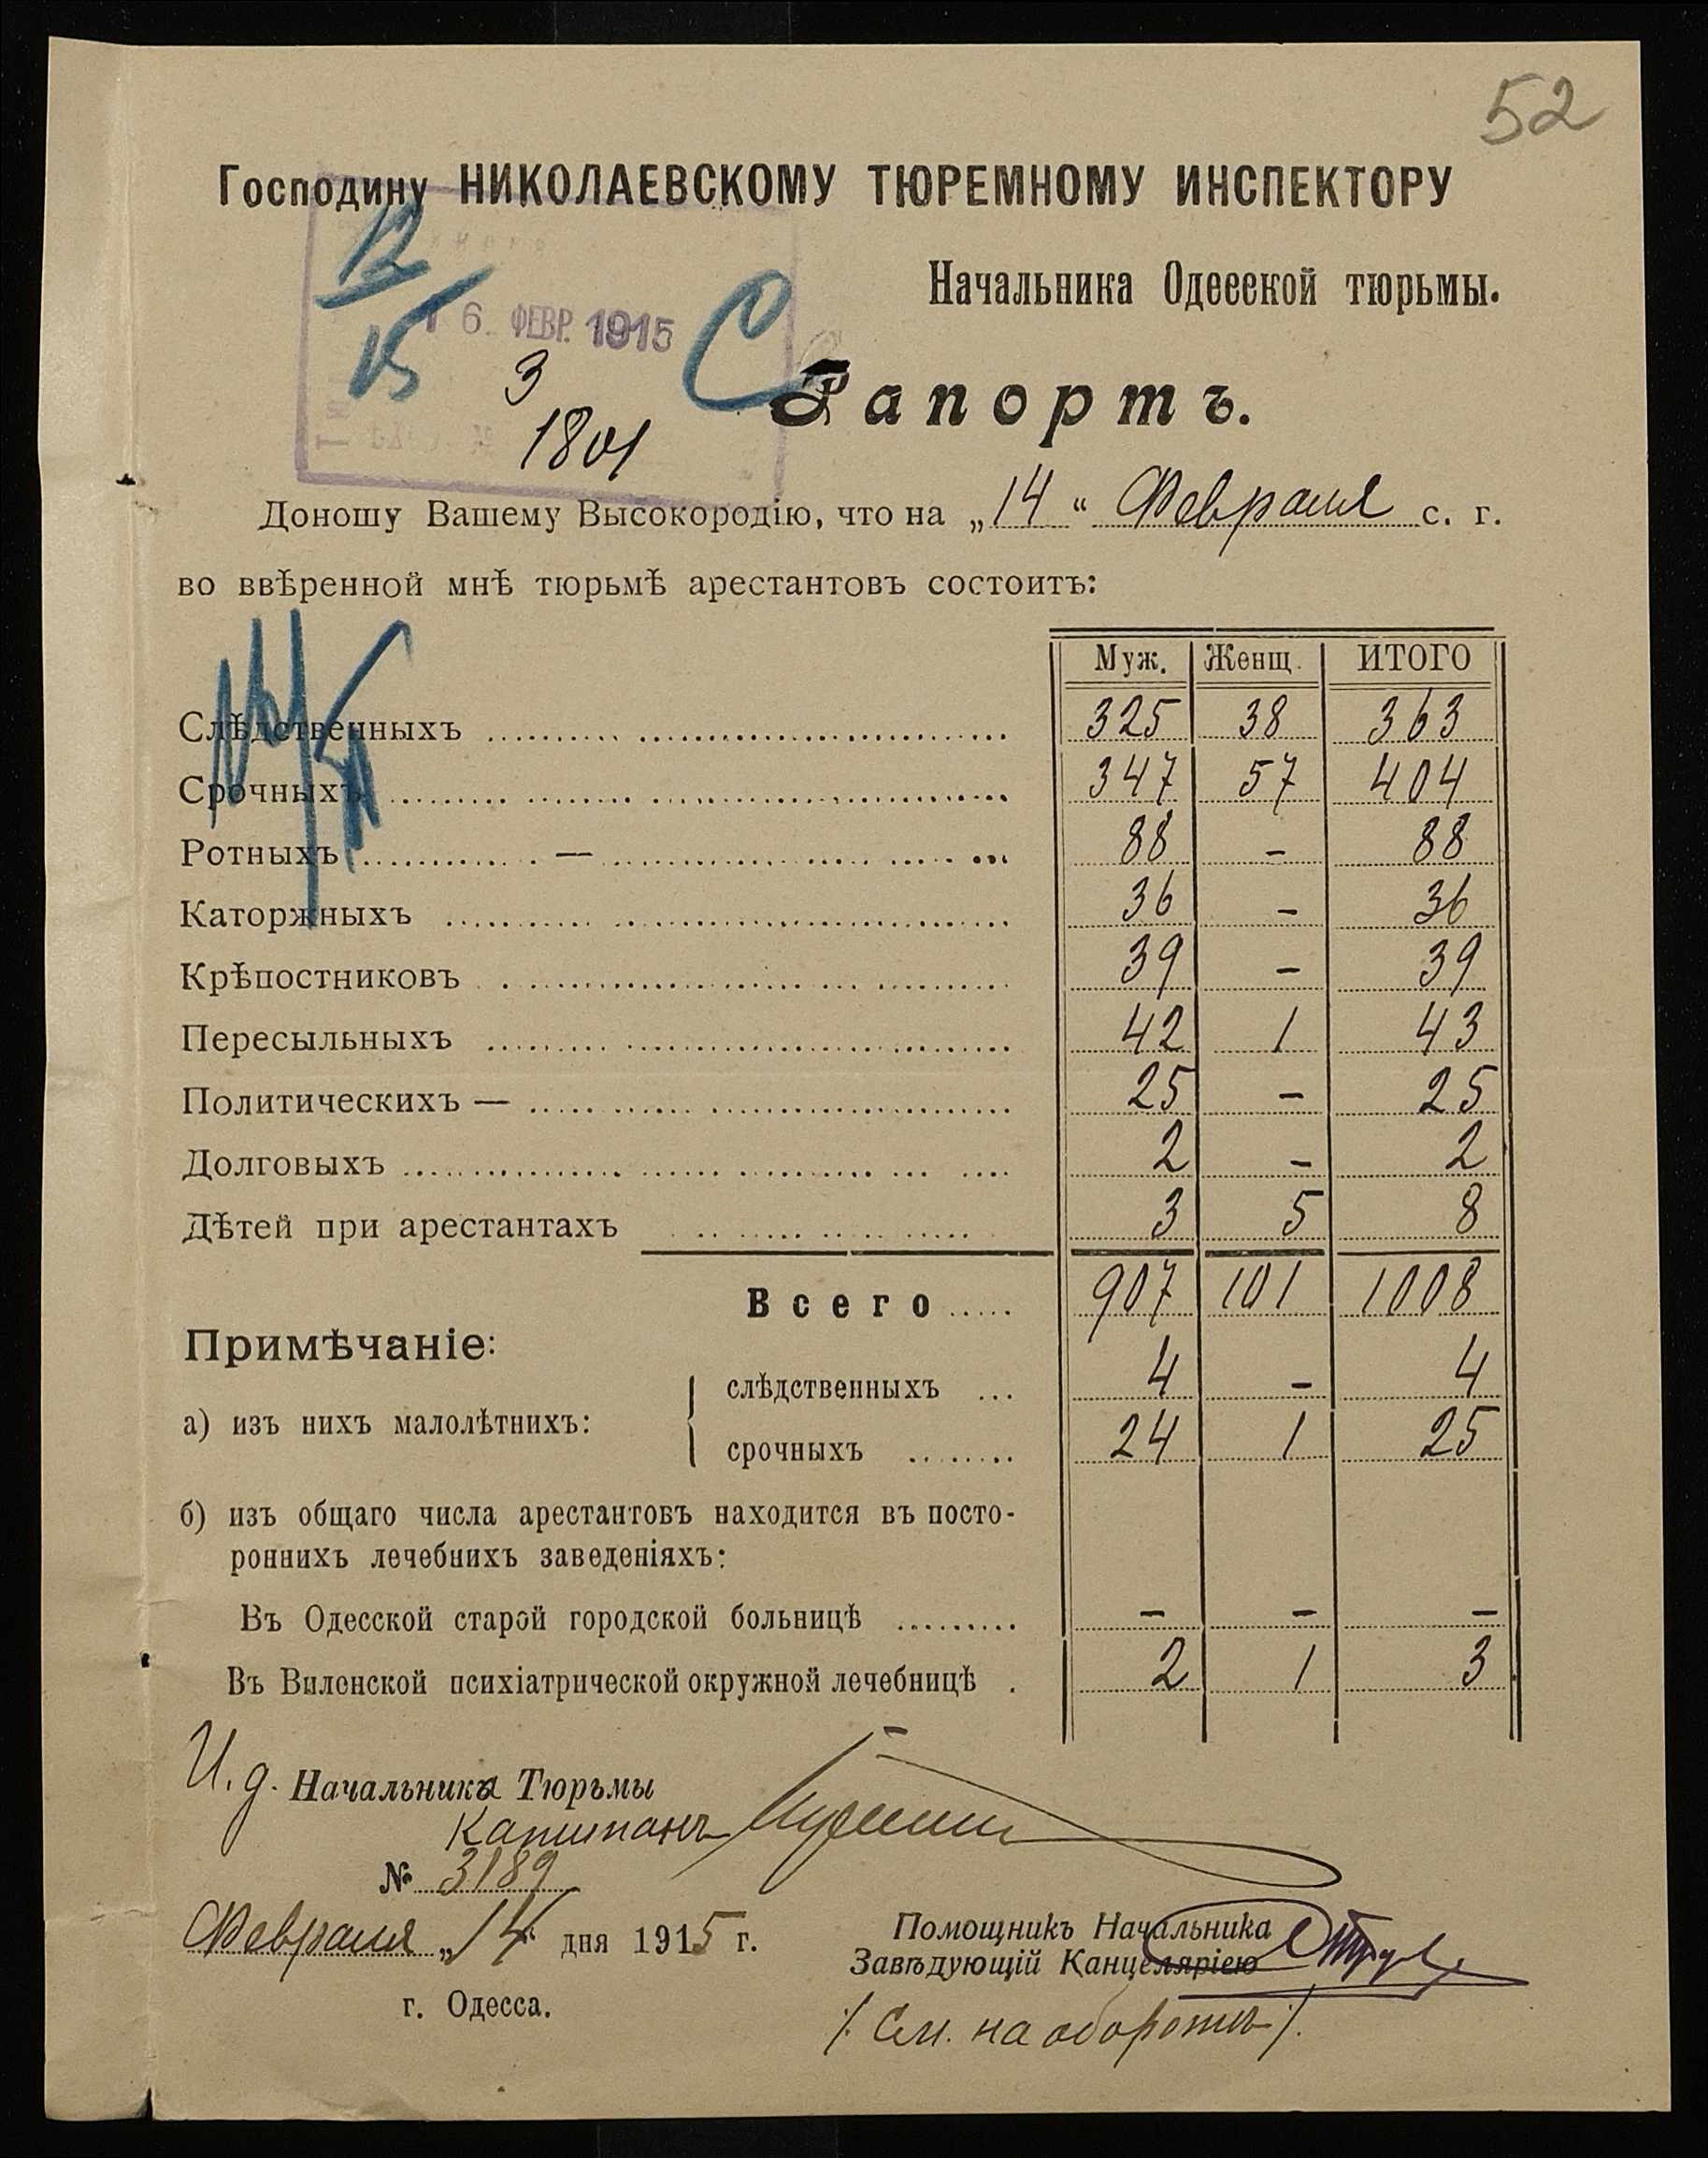 52
Господину НИКОЛАЕВСКОМУ ТЮРЕМНОМУ ИНСПЕКТОРУ
Начальника Одесской тюрьмы.
12
15
16 ФЕВР. 1915
3
1801
С
Рапортъ.
Доношу Вашему Высокородію, что на „14“ Февраля с. г.
во ввѣренной мнѣ тюрьмѣ арестантовъ состоитъ:
Муж. Женщ. ИТОГО
Слѣдственныхъ 325 38 363
Срочныхъ 347 57 404
Ротныхъ — 88 - 88
Каторжныхъ 36 - 36
Крѣпостниковъ 39 - 39
Пересыльныхъ 42 1 43
Политическихъ — 25 - 25
Долговыхъ 2 - 2
Дѣтей при арестантахъ 3 5 8
Всего 907 101 1008
Примѣчаніе:
а) изъ нихъ малолѣтнихъ:
слѣдственныхъ 4 - 4
срочныхъ 24 1 25
б) изъ общаго числа арестантовъ находится въ посто-
роннихъ лечебнихъ заведеніяхъ:
Въ Одесской старой городской больницѣ - - -
Въ Виленской психіатрической окружной лечебницѣ 2 1 3
И. д. Начальника Тюрьмы
Капитанъ
№ 3189
Февраля „14“ дня 1915 г.
г. Одесса.
Помощникъ Начальника
Завѣдующій Канцеляріею
/. См. на оборотѣ /.